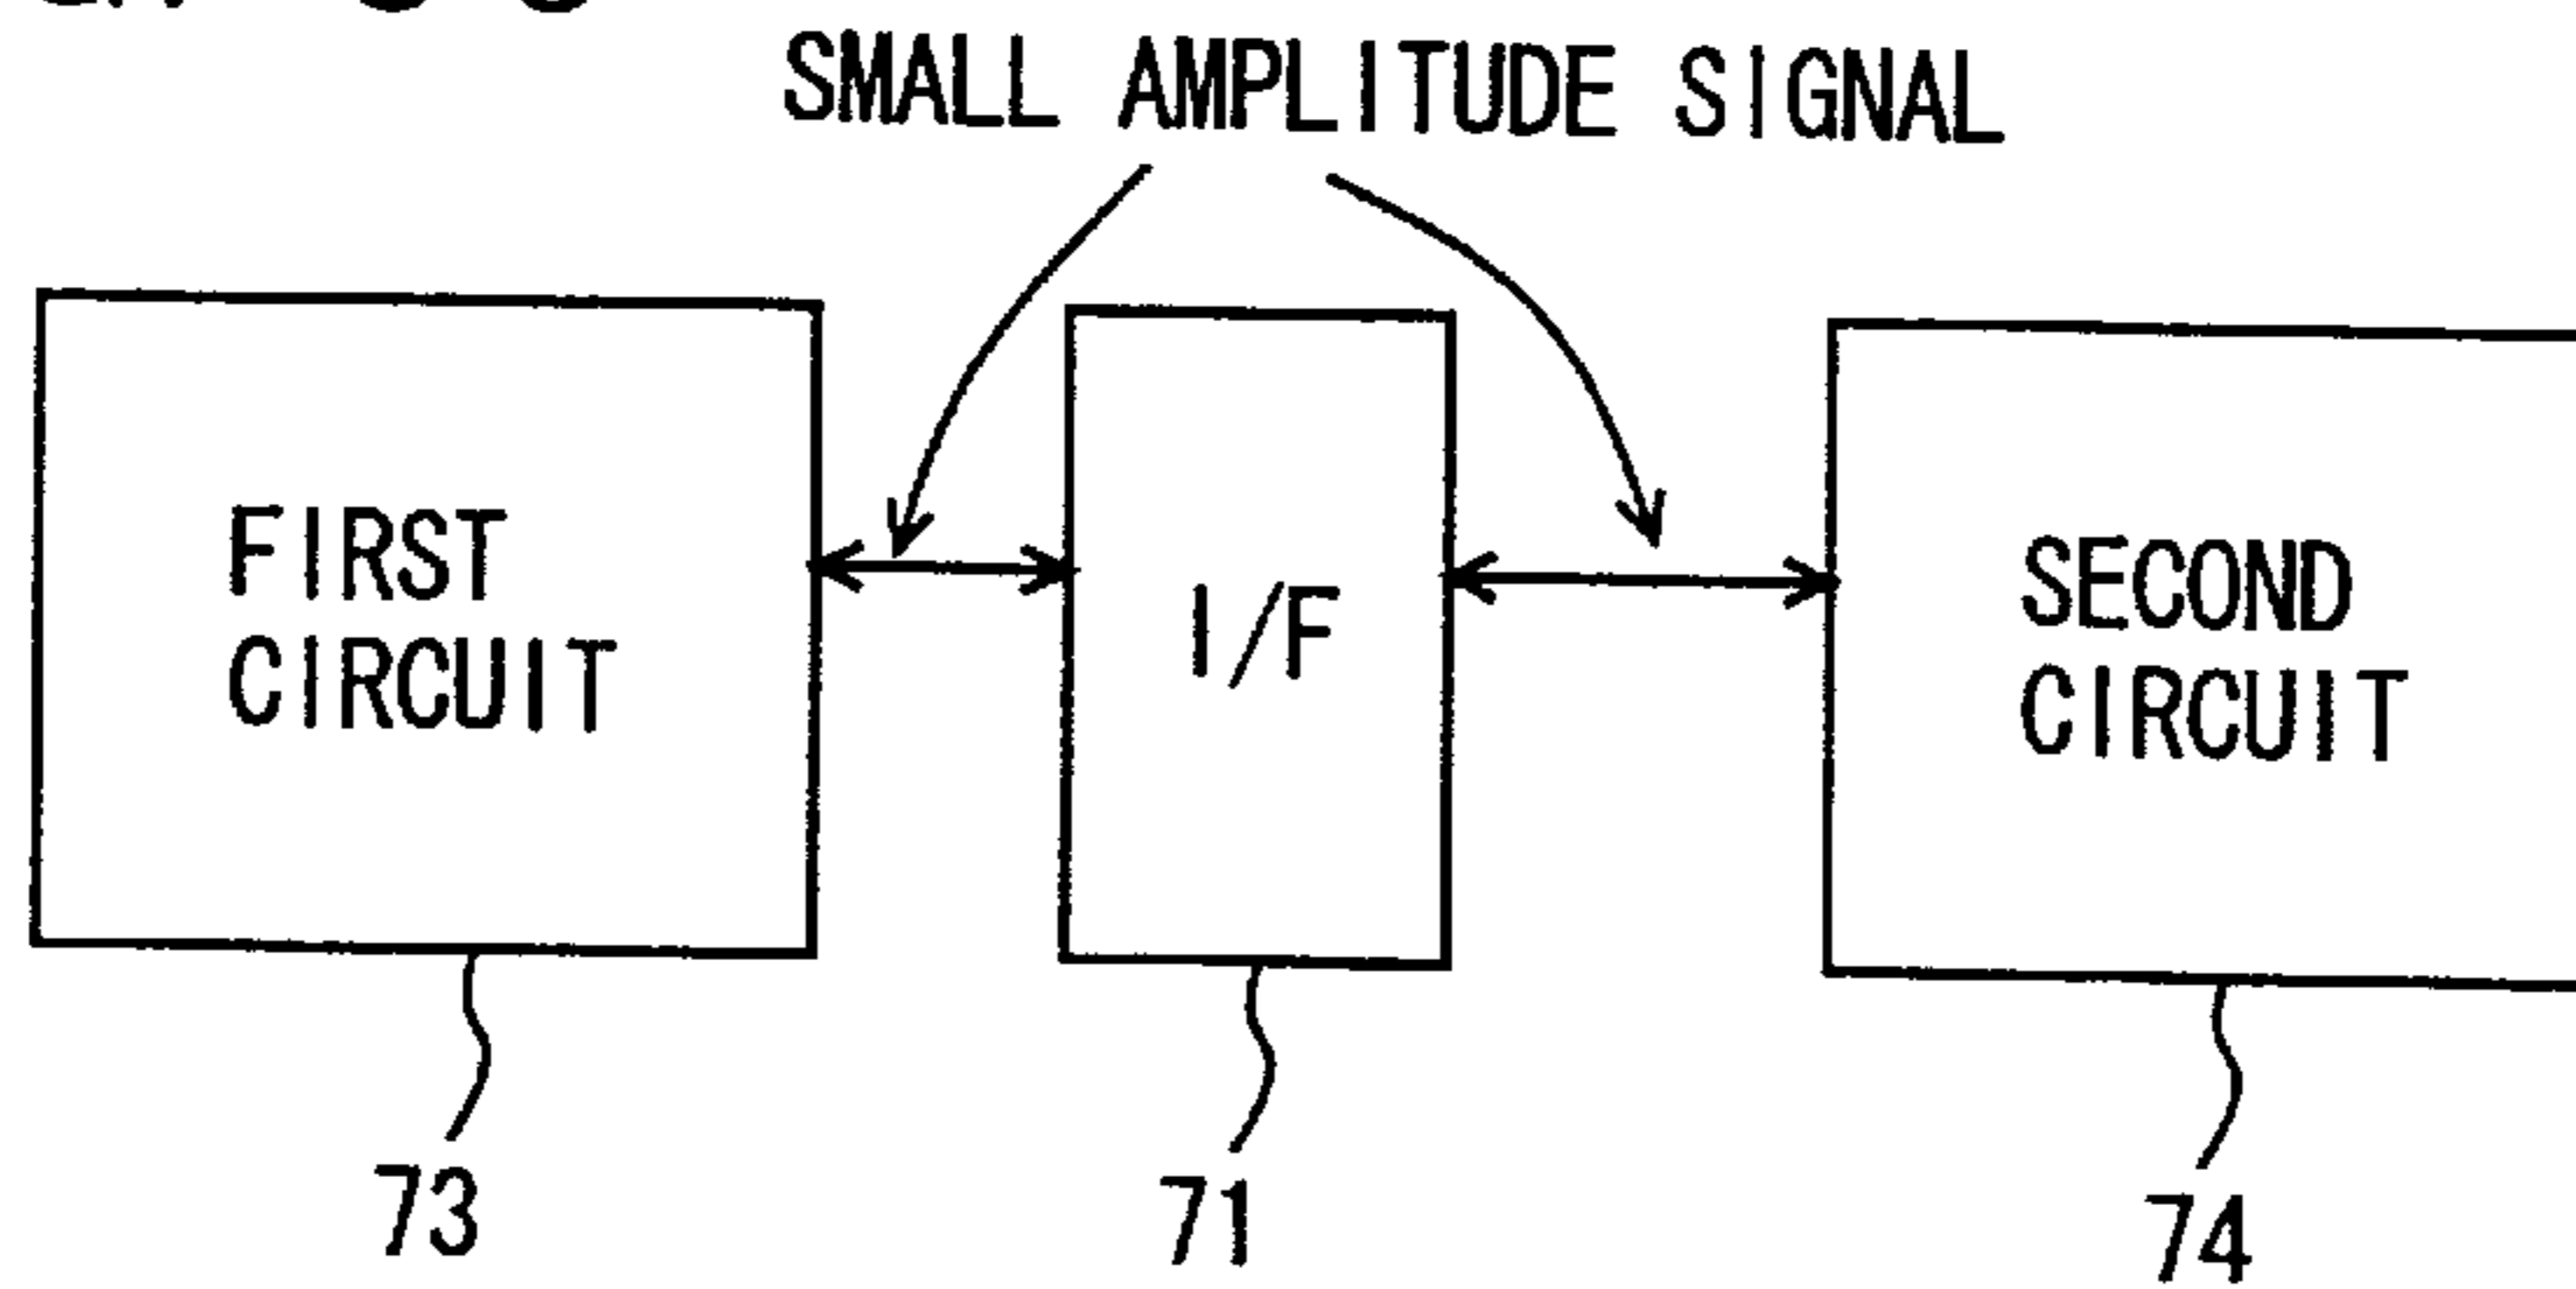 SMALL AMPLITUDE SIGNAL
FIRST
CIRCUIT
I/F
SECOND
CIRCUIT
73
71
74